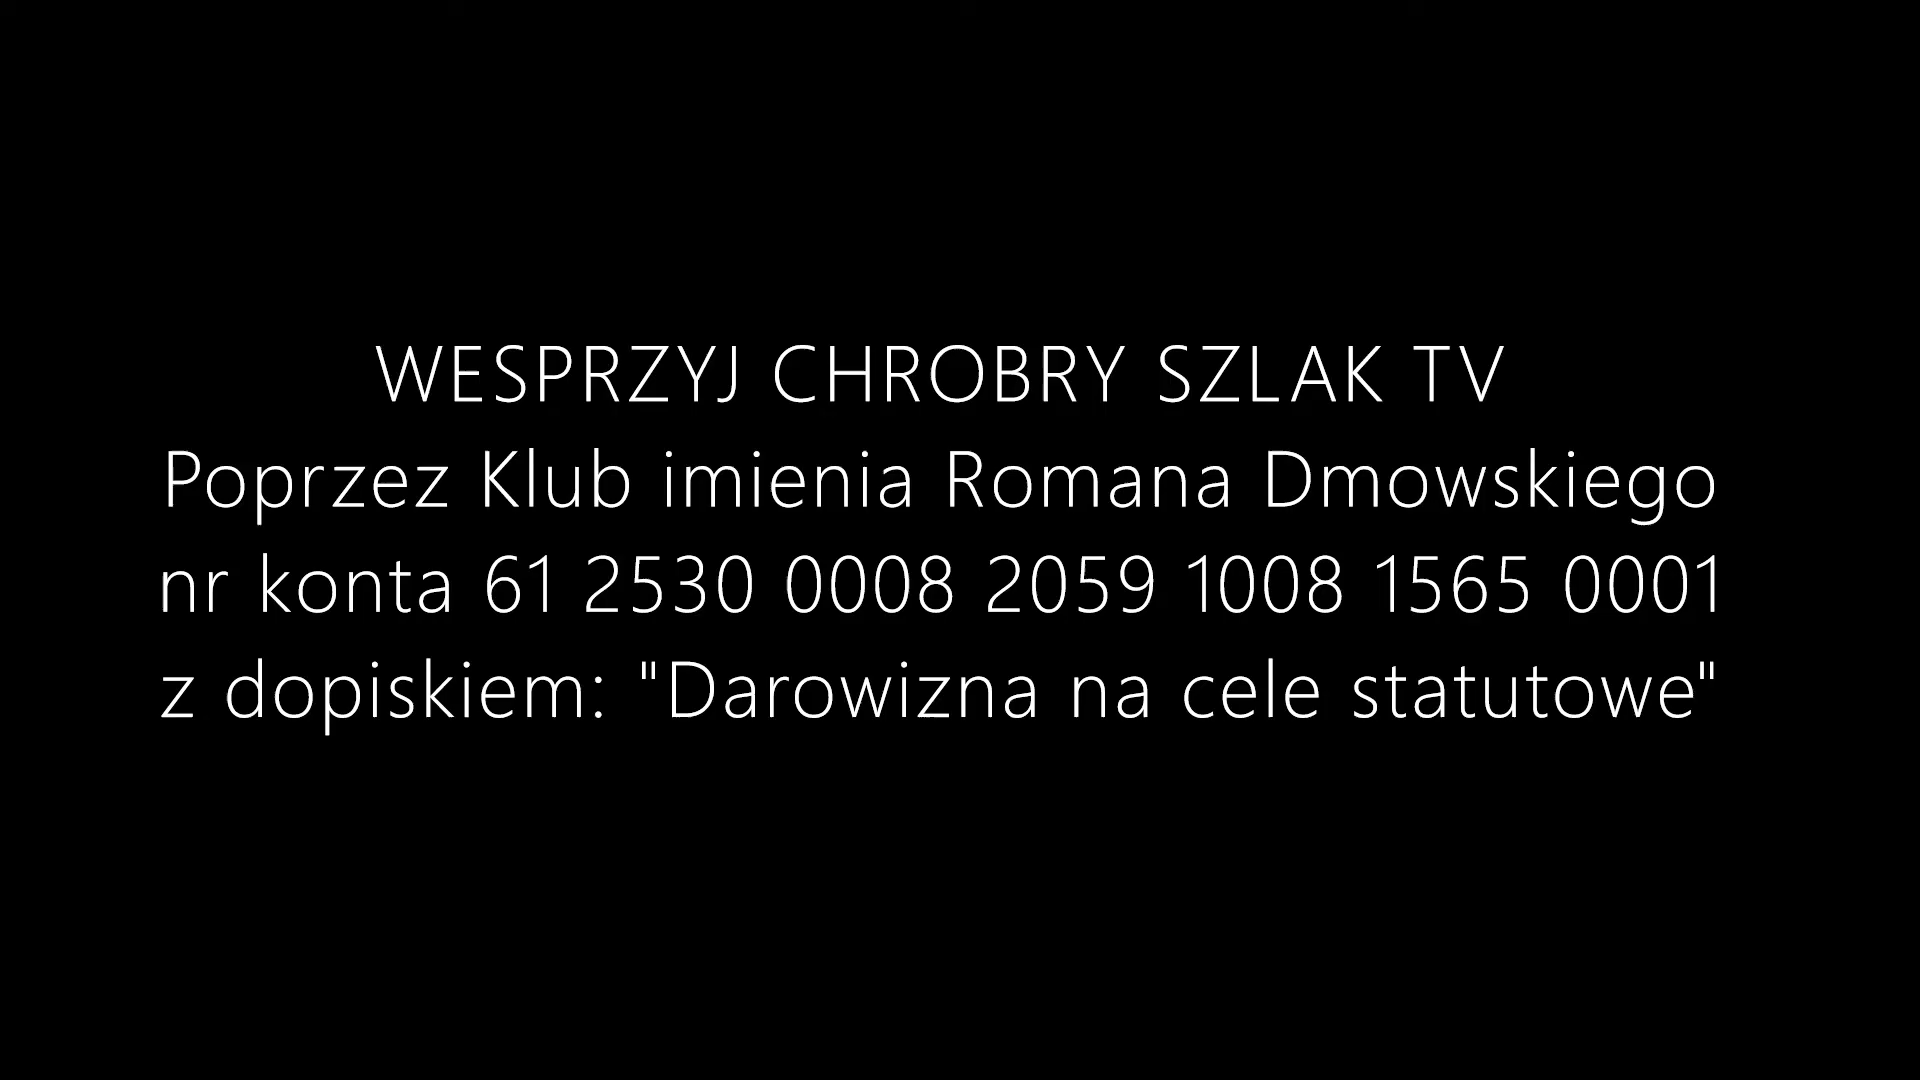 WESPRZYJ CHROBRY SZLAK TV
Poprzez Klub imienia Romana Dmowskiego
nr konta 61 2530 0008 2059 1008 1565 0001
z dopiskiem: "Darowizna na cele statutowe"